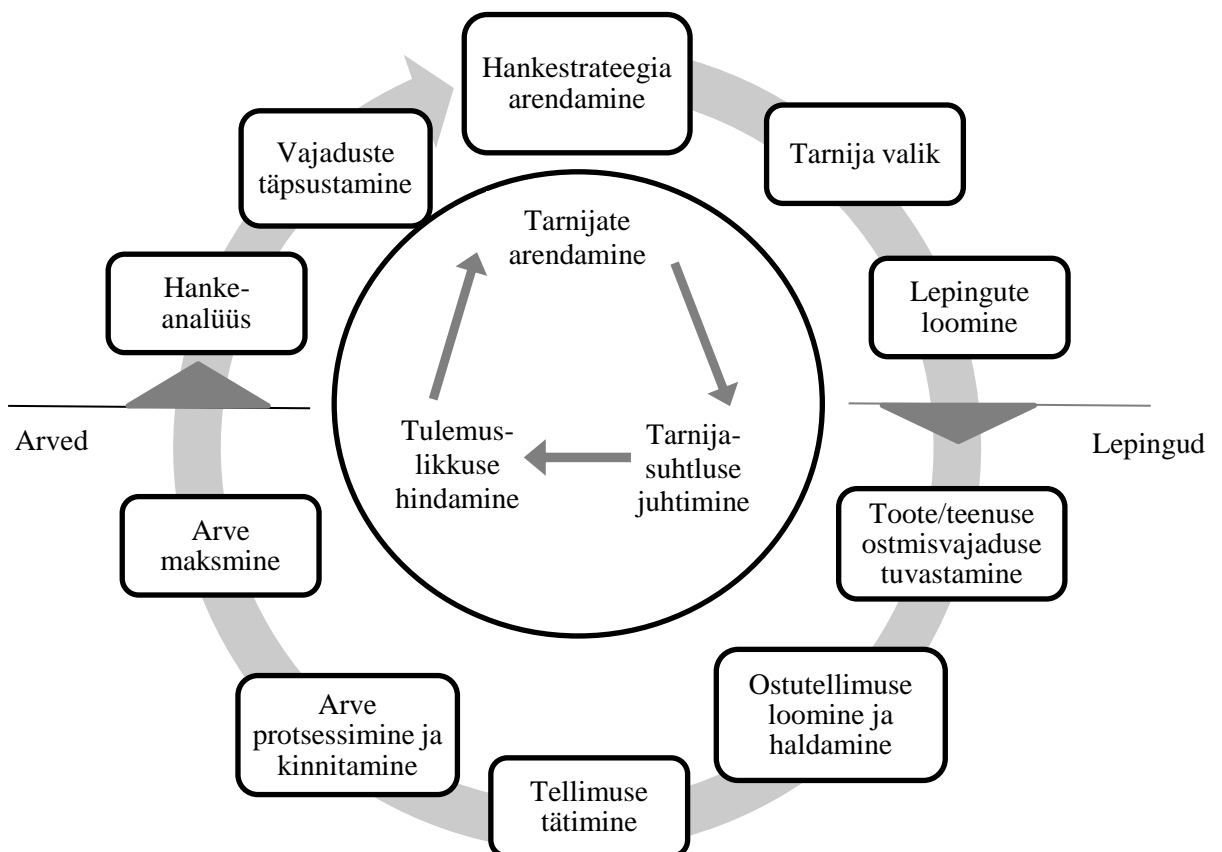 Hankestrateegia
arendamine
Tarnija valik
Vajaduste
täpsustamine
Tarnijate
arendamine
Hanke-
analüüs
Lepingute
loomine
Arved
Tulemus-
likkuse
hindamine
Tarnija-
suhtluse
juhtimine
Lepingud
Arve
maksmine
Toote/teenuse
ostmisvajaduse
tuvastamine
Arve
protsessimine ja
kinnitamine
Ostutellimuse
loomine ja
haldamine
Tellimuse
tätimine